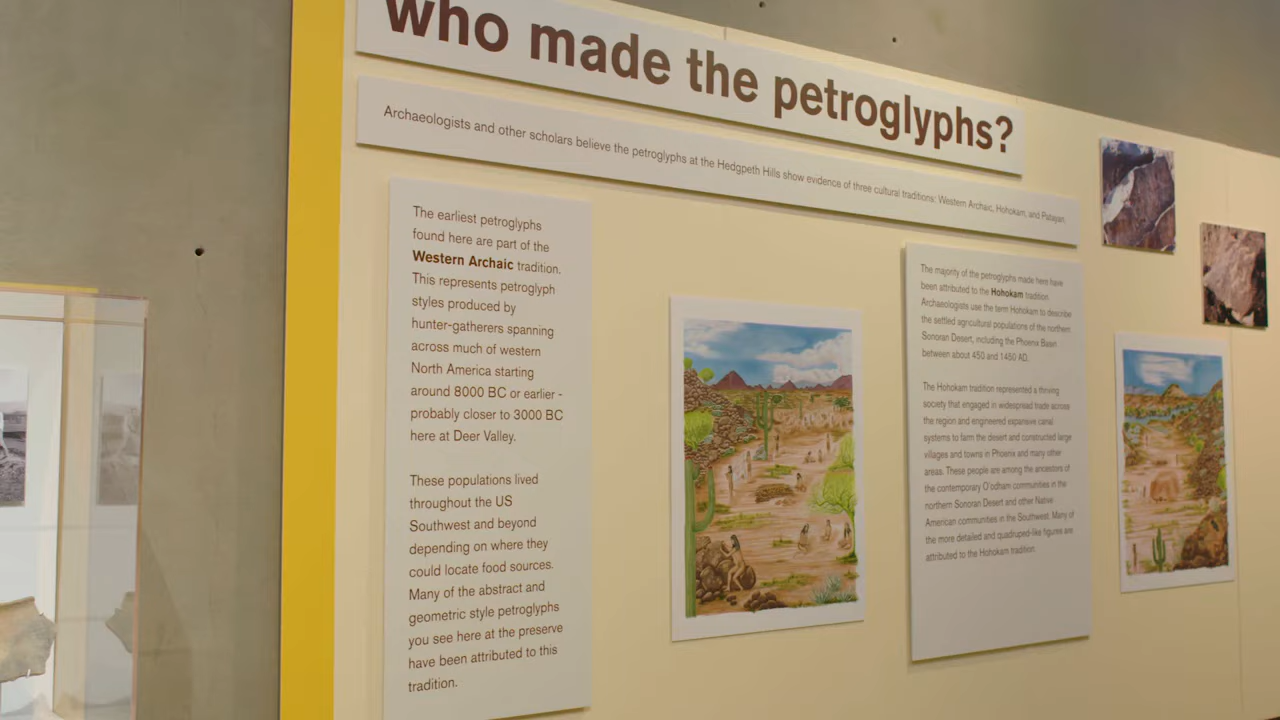 who made the petroglyphs?
Archaeologists and other scholars believe the petroglyphs at the Hedgpeth Hills show evidence of three cultural traditions: Western Archaic, Hohokam, and Patayan.
The earliest petroglyphs
found here are part of the
Western Archaic tradition.
This represents petroglyph
styles produced by
hunter-gatherers spanning
across much of western
North America starting
around 8000 BC or earlier -
probably closer to 3000 BC
here at Deer Valley.
These populations lived
throughout the US
Southwest and beyond
depending on where they
could locate food sources.
Many of the abstract and
geometric style petroglyphs
you see here at the preserve
have been attributed to this
tradition.
The majority of the petroglyphs made here have
been attributed to the Hohokam tradition.
Archaeologists use the term Hohokam to describe
the settled agricultural populations of the northern
Sonoran Desert, including the Phoenix Basin
between about 450 and 1450 AD.
The Hohokam tradition represented a thriving
society that engaged in widespread trade across
the region and engineered expansive canal
systems to farm the desert and constructed large
villages and towns in Phoenix and many other
areas. These people are among the ancestors of
the contemporary O'odham communities in the
northern Sonoran Desert and other Native
American communities in the Southwest. Many of
the more detailed and quadruped-like figures are
attributed to the Hohokam tradition.